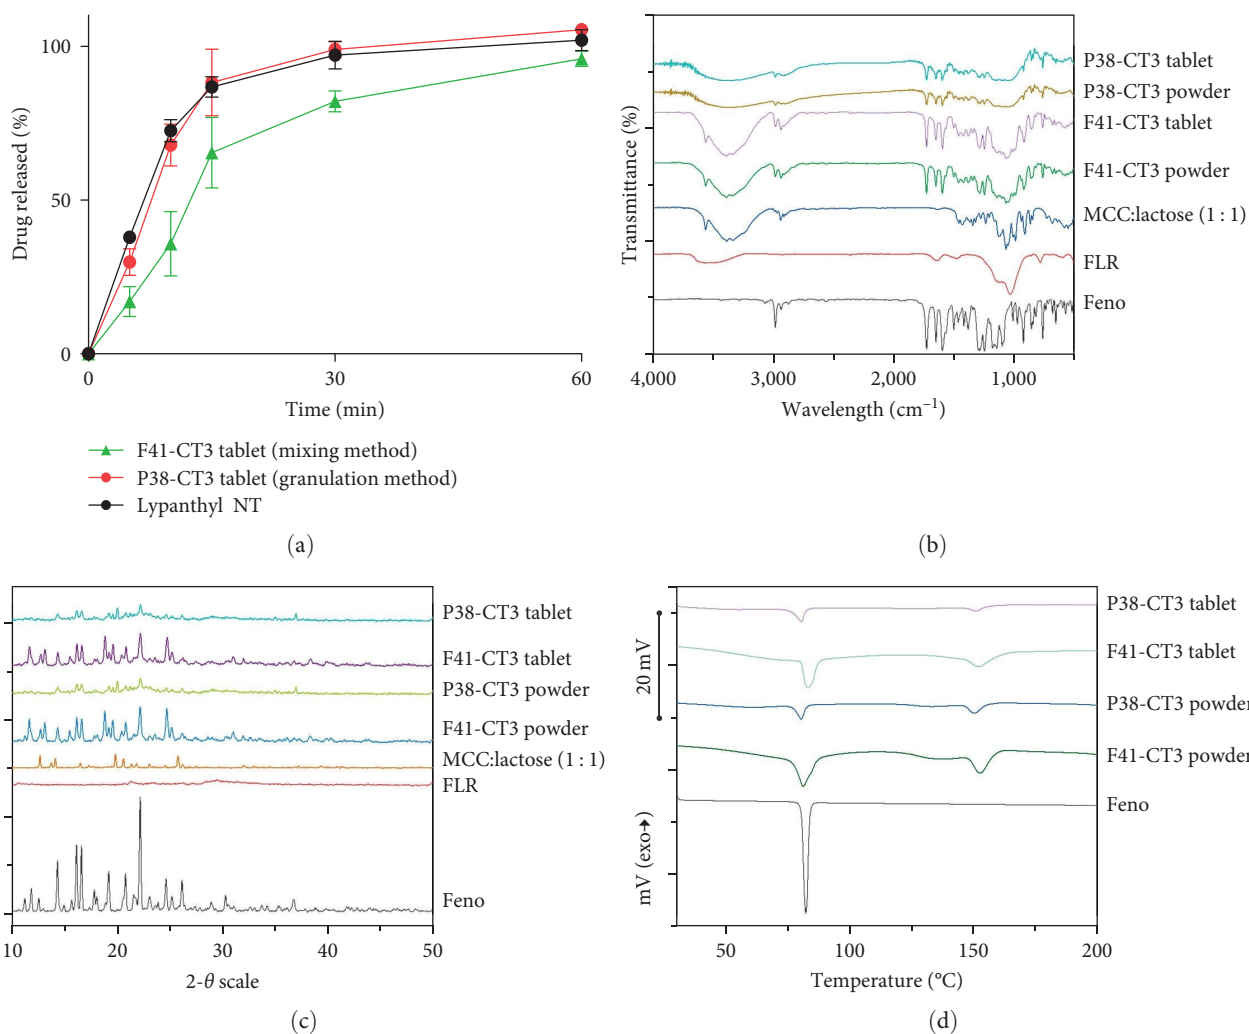 Drug released (%)
100
50
0
0
30
60
Time (min)
F41-CT3 tablet (mixing method)
P38-CT3 tablet (granulation method)
Lypanthyl NT
(a)
Transmittance (%)
P38-CT3 tablet
P38-CT3 powder
F41-CT3 tablet
F41-CT3 powder
MCC:lactose (1 : 1)
FLR
Feno
4,000
3,000
2,000
1,000
Wavelength (cm⁻¹)
(b)
P38-CT3 tablet
F41-CT3 tablet
P38-CT3 powder
F41-CT3 powder
MCC:lactose (1 : 1)
FLR
Feno
10
20
30
40
50
2-θ scale
(c)
20 mV
mV (exo→)
P38-CT3 tablet
F41-CT3 tablet
P38-CT3 powder
F41-CT3 powder
Feno
50
100
150
200
Temperature (°C)
(d)